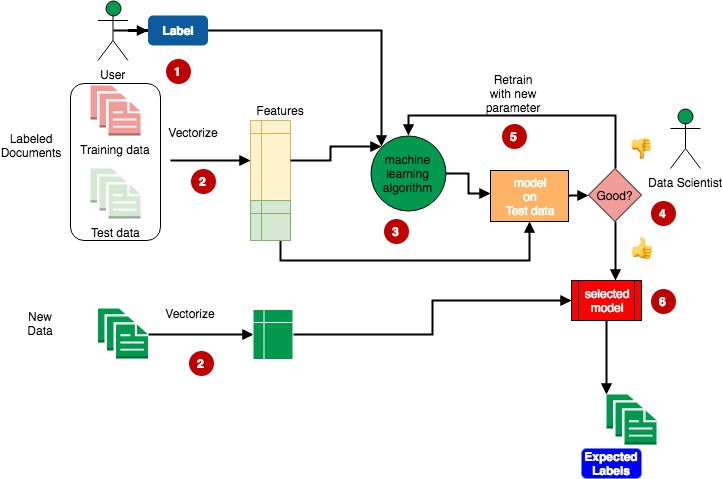 Label
User
1
Labeled
Documents
Training data
Test data
Vectorize
2
Features
machine
learning
algorithm
3
Retrain
with new
parameter
5
model
on
Test data
Good?
Data Scientist
4
New
Data
Vectorize
2
selected
model
6
Expected
Labels